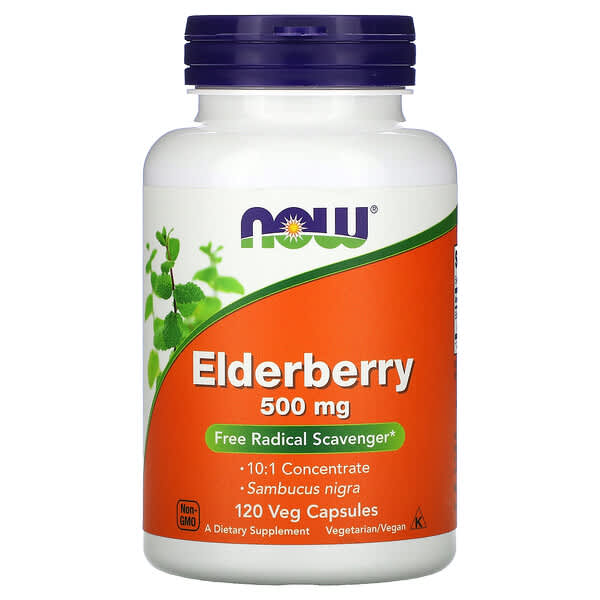 NOW®
Elderberry
500 mg
Free Radical Scavenger*
• 10:1 Concentrate
• Sambucus nigra
120 Veg Capsules
Non-
GMO
A Dietary Supplement Vegetarian/Vegan
K